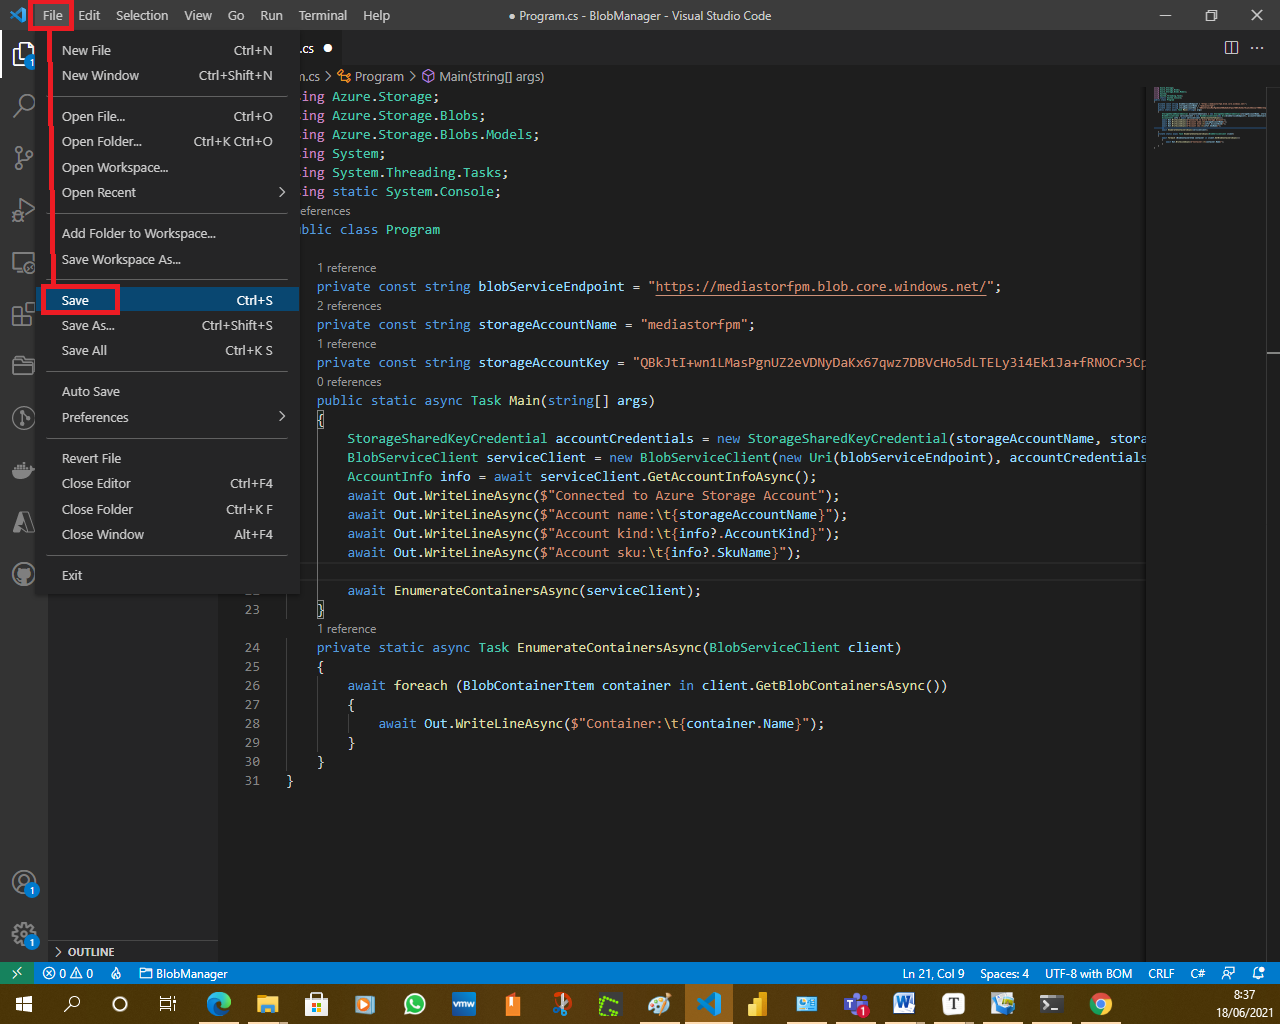 File Edit Selection View Go Run Terminal Help ● Program.cs - BlobManager - Visual Studio Code
New File Ctrl+N
New Window Ctrl+Shift+N
Open File... Ctrl+O
Open Folder... Ctrl+K Ctrl+O
Open Workspace...
Open Recent
Add Folder to Workspace...
Save Workspace As...
Save Ctrl+S
Save As... Ctrl+Shift+S
Save All Ctrl+K S
Auto Save
Preferences
Revert File
Close Editor Ctrl+F4
Close Folder Ctrl+K F
Close Window Alt+F4
Exit
.cs ●
m.cs > Program > Main(string[] args)
ing Azure.Storage;
ing Azure.Storage.Blobs;
ing Azure.Storage.Blobs.Models;
ing System;
ing System.Threading.Tasks;
ing static System.Console;
eferences
blic class Program
1 reference
private const string blobServiceEndpoint = "https://mediastorfpm.blob.core.windows.net/";
2 references
private const string storageAccountName = "mediastorfpm";
1 reference
private const string storageAccountKey = "QBkJtI+wn1LMasPgnUZ2eVDNyDaKx67qwz7DBVcHo5dLTELy3i4Ek1Ja+fRNOCr3Cp
0 references
public static async Task Main(string[] args)
{
StorageSharedKeyCredential accountCredentials = new StorageSharedKeyCredential(storageAccountName, stora
BlobServiceClient serviceClient = new BlobServiceClient(new Uri(blobServiceEndpoint), accountCredentials
AccountInfo info = await serviceClient.GetAccountInfoAsync();
await Out.WriteLineAsync($"Connected to Azure Storage Account");
await Out.WriteLineAsync($"Account name:\t{storageAccountName}");
await Out.WriteLineAsync($"Account kind:\t{info?.AccountKind}");
await Out.WriteLineAsync($"Account sku:\t{info?.SkuName}");
await EnumerateContainersAsync(serviceClient);
23 }
1 reference
24 private static async Task EnumerateContainersAsync(BlobServiceClient client)
25 {
26 await foreach (BlobContainerItem container in client.GetBlobContainersAsync())
27 {
28 await Out.WriteLineAsync($"Container:\t{container.Name}");
29 }
30 }
31 }
1
1
1
OUTLINE
0 0 BlobManager Ln 21, Col 9 Spaces: 4 UTF-8 with BOM CRLF C#
vmw 1 W T
8:37
18/06/2021